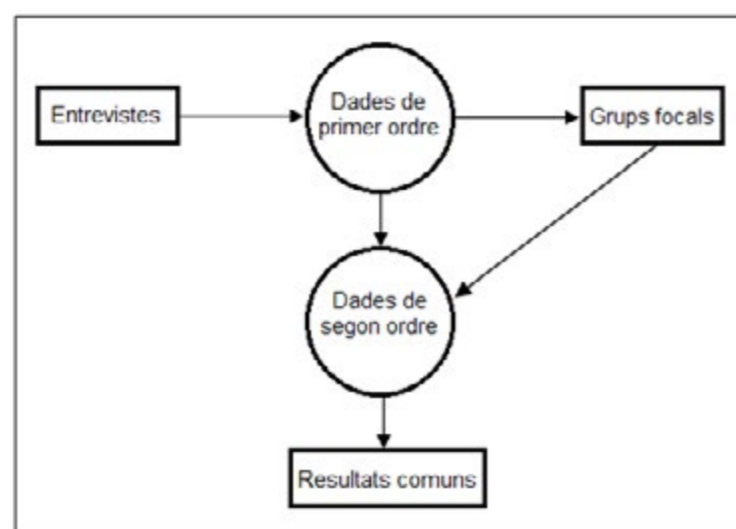 Entrevistes
Dades de
primer ordre
Grups focals
Dades de
segon ordre
Resultats comuns